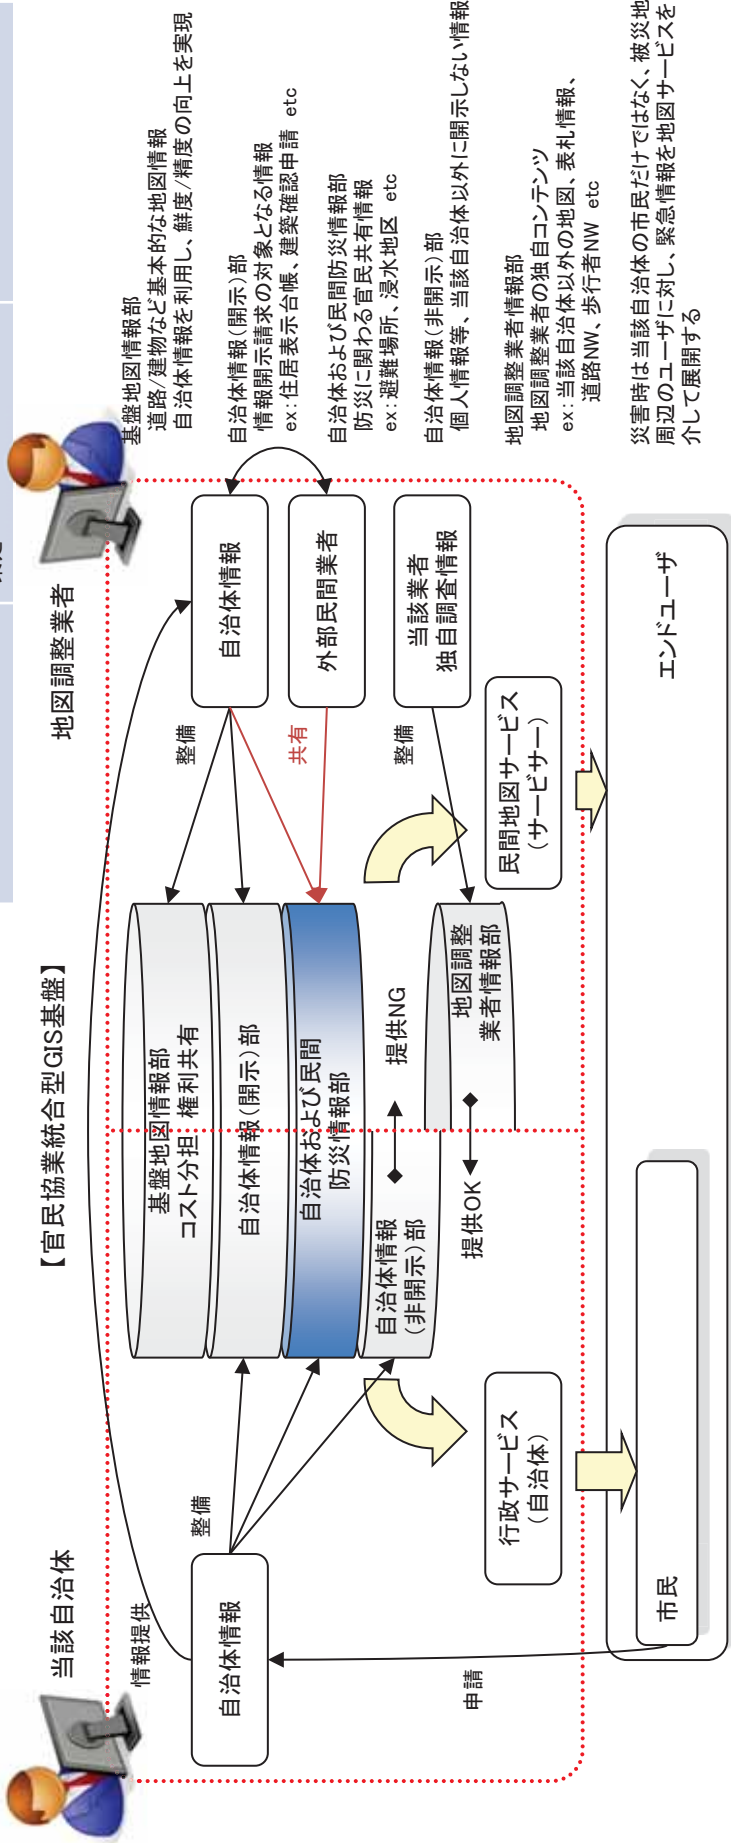 【官民協業統合型GIS基盤】
当該自治体
地図調整業者
情報提供
自治体情報
整備
申請
基盤地図情報部
コスト分担 権利共有
自治体情報(開示)部
自治体および民間
防災情報部
自治体情報
(非開示)部
提供NG
提供OK
地図調整
業者情報部
整備
共有
整備
自治体情報
外部民間業者
当該業者
独自調査情報
行政サービス
(自治体)
民間地図サービス
(サービサー)
市民
エンドユーザ
基盤地図情報部
道路/建物など基本的な地図情報
自治体情報を利用し、鮮度/精度の向上を実現
自治体情報(開示)部
情報開示請求の対象となる情報
ex:住居表示台帳、建築確認申請 etc
自治体および民間防災情報部
防災に関わる官民共有情報
ex:避難場所、浸水地区 etc
自治体情報(非開示)部
個人情報等、当該自治体以外に開示しない情報
地図調整業者情報部
地図調整業者の独自コンテンツ
ex:当該自治体以外の地図、表札情報、
道路NW、歩行者NW etc
災害時は当該自治体の市民だけではなく、被災地
周辺のユーザに対し、緊急情報を地図サービスを
介して展開する